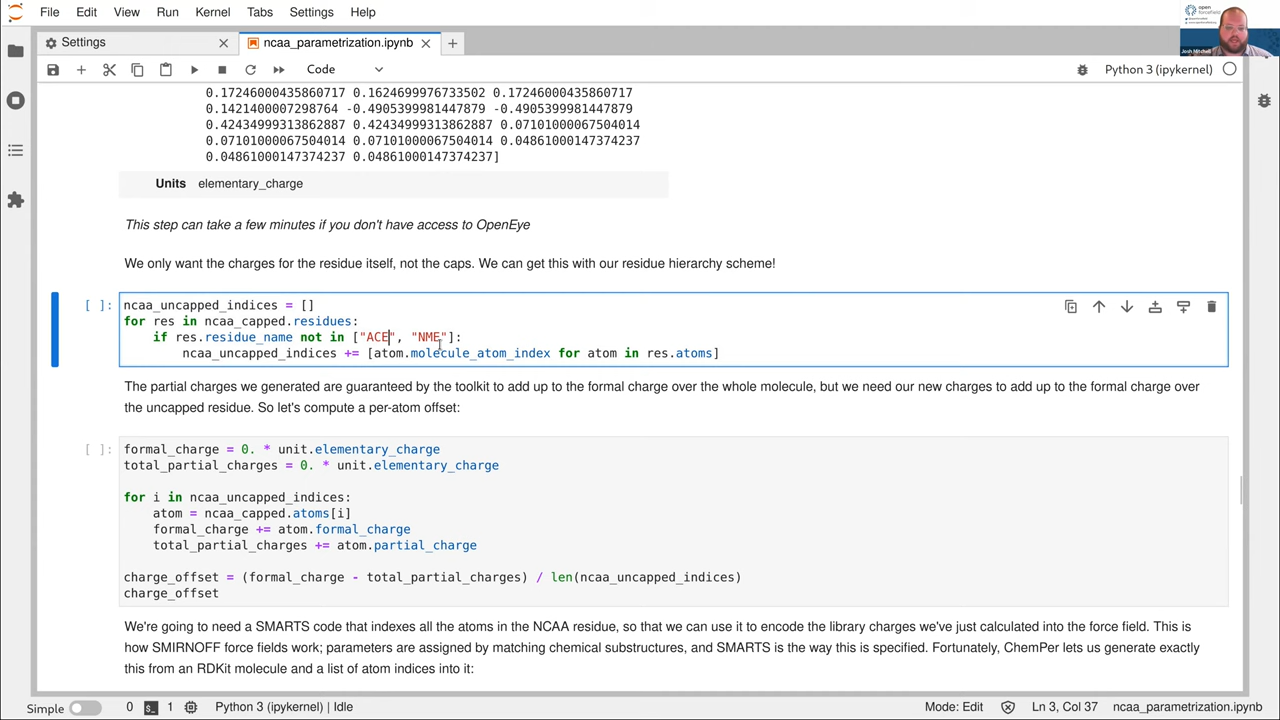 File Edit View Run Kernel Tabs Settings Help
open
forcefield
Josh Mitchell
Settings
ncaa_parametrization.ipynb
Code
Python 3 (ipykernel)
0.17246000435860717 0.1624699976733502 0.17246000435860717
0.1421400007298764 -0.4905399981447879 -0.4905399981447879
0.42434999313862887 0.42434999313862887 0.07101000067504014
0.07101000067504014 0.07101000067504014 0.04861000147374237
0.04861000147374237 0.04861000147374237]
Units elementary_charge
This step can take a few minutes if you don't have access to OpenEye
We only want the charges for the residue itself, not the caps. We can get this with our residue hierarchy scheme!
[ ]: ncaa_uncapped_indices = []
for res in ncaa_capped.residues:
if res.residue_name not in ["ACE", "NME"]:
ncaa_uncapped_indices += [atom.molecule_atom_index for atom in res.atoms]
The partial charges we generated are guaranteed by the toolkit to add up to the formal charge over the whole molecule, but we need our new charges to add up to the formal charge over
the uncapped residue. So let's compute a per-atom offset:
[ ]: formal_charge = 0. * unit.elementary_charge
total_partial_charges = 0. * unit.elementary_charge
for i in ncaa_uncapped_indices:
atom = ncaa_capped.atoms[i]
formal_charge += atom.formal_charge
total_partial_charges += atom.partial_charge
charge_offset = (formal_charge - total_partial_charges) / len(ncaa_uncapped_indices)
charge_offset
We're going to need a SMARTS code that indexes all the atoms in the NCAA residue, so that we can use it to encode the library charges we've just calculated into the force field. This is
how SMIRNOFF force fields work; parameters are assigned by matching chemical substructures, and SMARTS is the way this is specified. Fortunately, ChemPer lets us generate exactly
this from an RDKit molecule and a list of atom indices into it:
Simple 0 1 Python 3 (ipykernel) | Idle Mode: Edit Ln 3, Col 37 ncaa_parametrization.ipynb